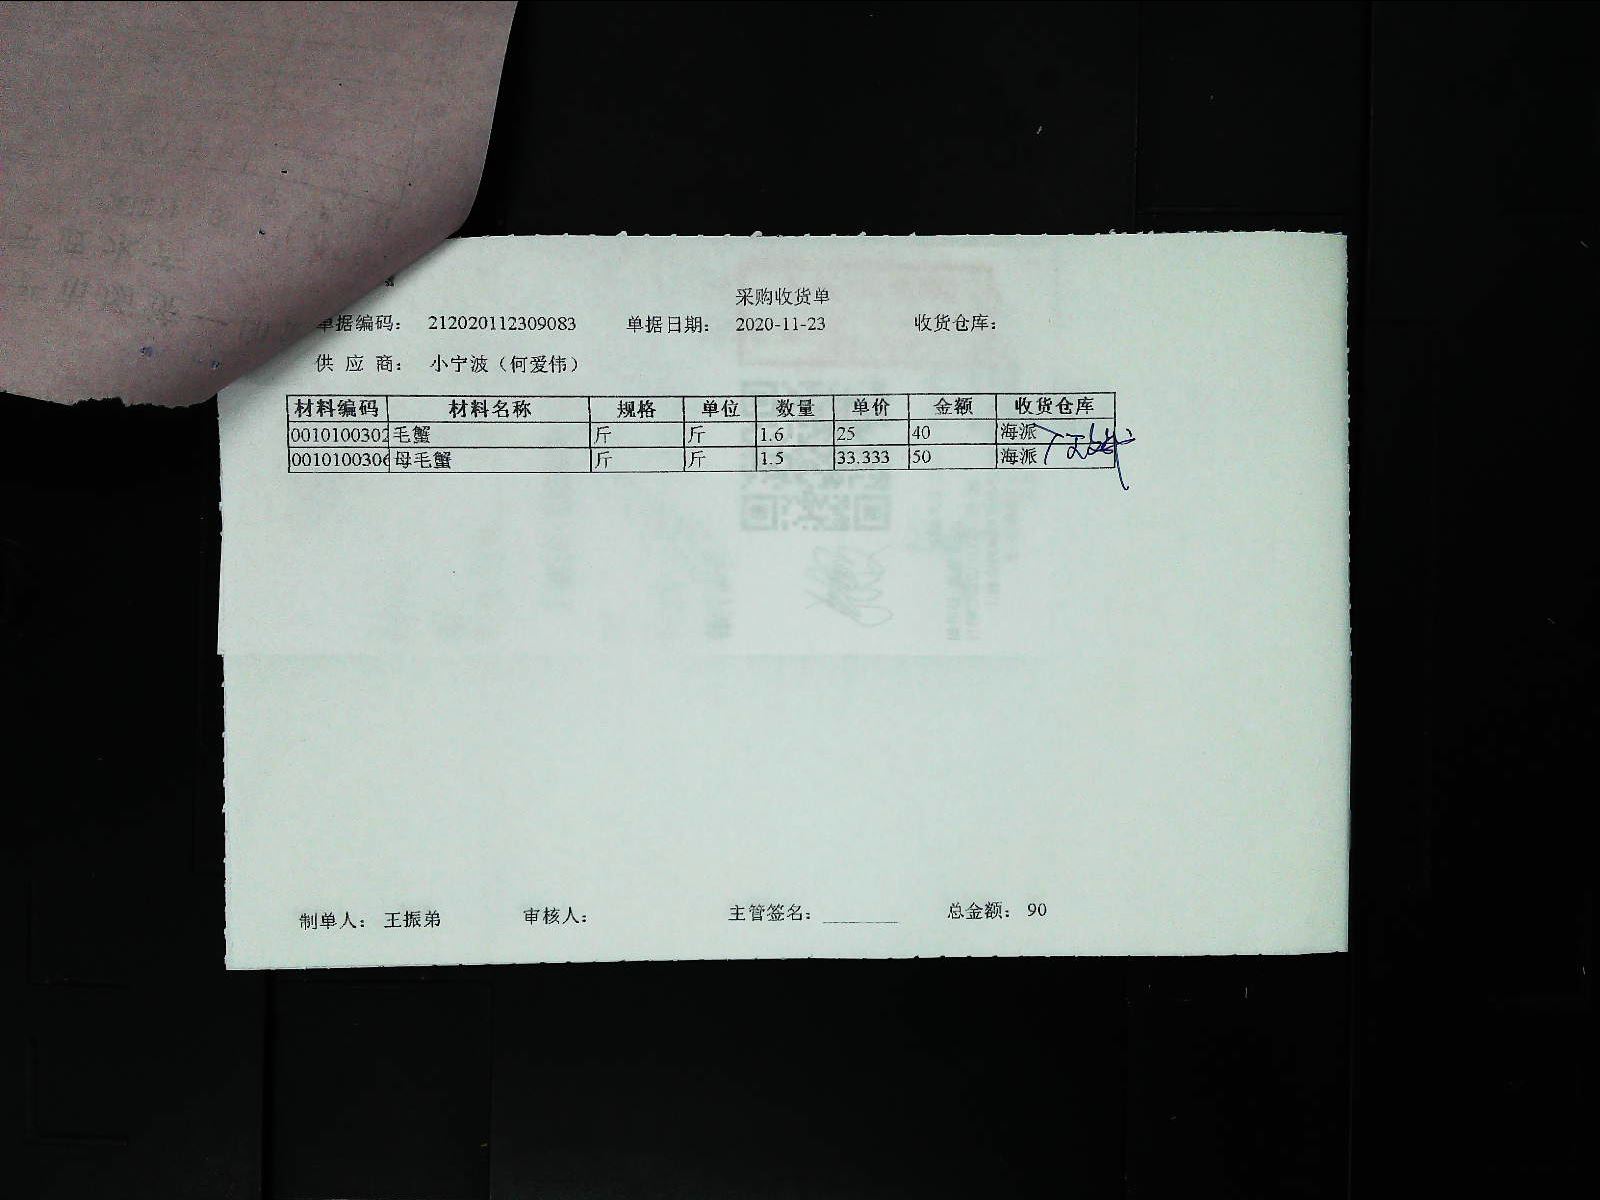 采购收货单
单据编码： 212020112309083 单据日期： 2020-11-23 收货仓库：
供 应 商： 小宁波（何爱伟）
材料编码 材料名称 规格 单位 数量 单价 金额 收货仓库
0010100302 毛蟹 斤 斤 1.6 25 40 海派
0010100306 母毛蟹 斤 斤 1.5 33.333 50 海派
制单人： 王振弟 审核人： 主管签名：________ 总金额： 90